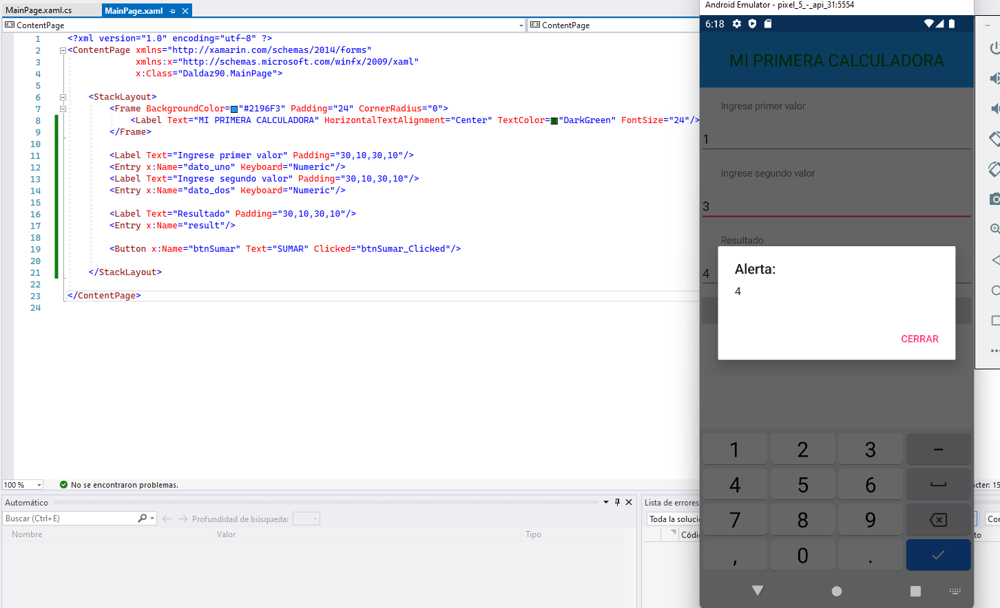 MainPage.xaml.cs
MainPage.xaml
ContentPage
ContentPage
1 <?xml version="1.0" encoding="utf-8" ?>
2 <ContentPage xmlns="http://xamarin.com/schemas/2014/forms"
3 xmlns:x="http://schemas.microsoft.com/winfx/2009/xaml"
4 x:Class="Daldaz90.MainPage">
5
6 <StackLayout>
7 <Frame BackgroundColor="#2196F3" Padding="24" CornerRadius="0">
8 <Label Text="MI PRIMERA CALCULADORA" HorizontalTextAlignment="Center" TextColor="DarkGreen" FontSize="24"/>
9 </Frame>
10
11 <Label Text="Ingrese primer valor" Padding="30,10,30,10"/>
12 <Entry x:Name="dato_uno" Keyboard="Numeric"/>
13 <Label Text="Ingrese segundo valor" Padding="30,10,30,10"/>
14 <Entry x:Name="dato_dos" Keyboard="Numeric"/>
15
16 <Label Text="Resultado" Padding="30,10,30,10"/>
17 <Entry x:Name="result"/>
18
19 <Button x:Name="btnSumar" Text="SUMAR" Clicked="btnSumar_Clicked"/>
20
21 </StackLayout>
22
23 </ContentPage>
24
100 %
No se encontraron problemas.
Automático
Buscar (Ctrl+E)
Profundidad de búsqueda:
Nombre Valor Tipo
Lista de errores
Toda la soluci
Códi
Android Emulator - pixel_5_-_api_31:5554
6:18
MI PRIMERA CALCULADORA
Ingrese primer valor
1
Ingrese segundo valor
3
Resultado
4
Alerta:
4
CERRAR
1 2 3 −
4 5 6
7 8 9
, 0 .